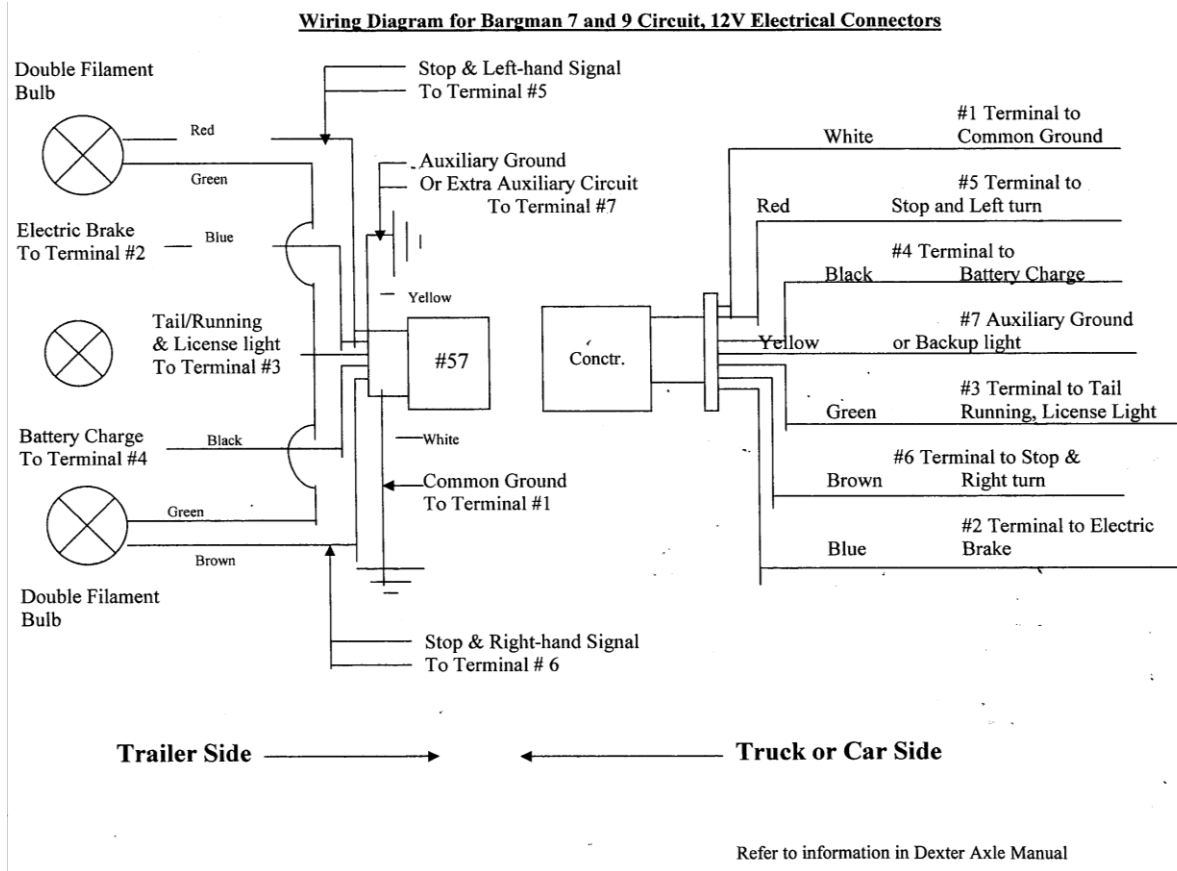 Wiring Diagram for Bargman 7 and 9 Circuit, 12V Electrical Connectors
Double Filament
Bulb
Red
Green
Stop & Left-hand Signal
To Terminal #5
Auxiliary Ground
Or Extra Auxiliary Circuit
To Terminal #7
Electric Brake
To Terminal #2
Blue
Yellow
Tail/Running
& License light
To Terminal #3
#57
Battery Charge
To Terminal #4
Black
White
Common Ground
To Terminal #1
Green
Brown
Double Filament
Bulb
Stop & Right-hand Signal
To Terminal # 6
Conctr.
#1 Terminal to
White Common Ground
#5 Terminal to
Red Stop and Left turn
#4 Terminal to
Black Battery Charge
#7 Auxiliary Ground
Yellow or Backup light
#3 Terminal to Tail
Green Running, License Light
#6 Terminal to Stop &
Brown Right turn
#2 Terminal to Electric
Blue Brake
Trailer Side
Truck or Car Side
Refer to information in Dexter Axle Manual